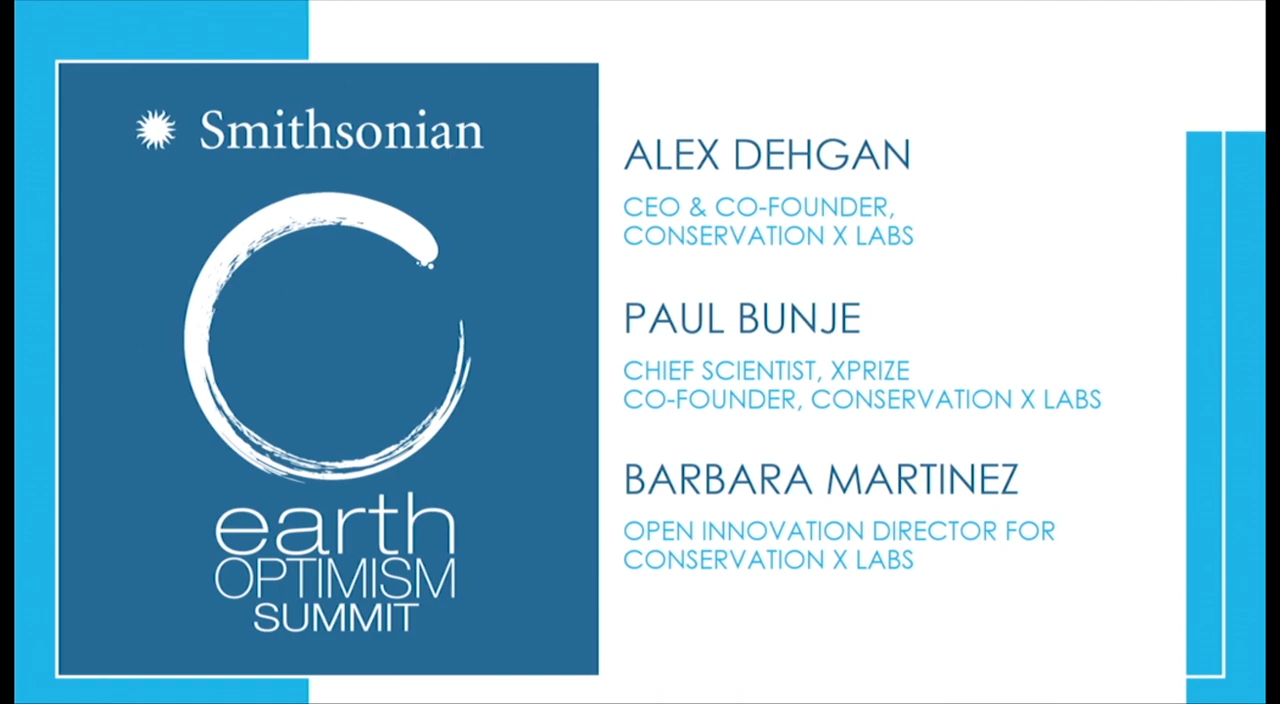 Smithsonian
earth
OPTIMISM
SUMMIT
ALEX DEHGAN
CEO & CO-FOUNDER,
CONSERVATION X LABS
PAUL BUNJE
CHIEF SCIENTIST, XPRIZE
CO-FOUNDER, CONSERVATION X LABS
BARBARA MARTINEZ
OPEN INNOVATION DIRECTOR FOR
CONSERVATION X LABS